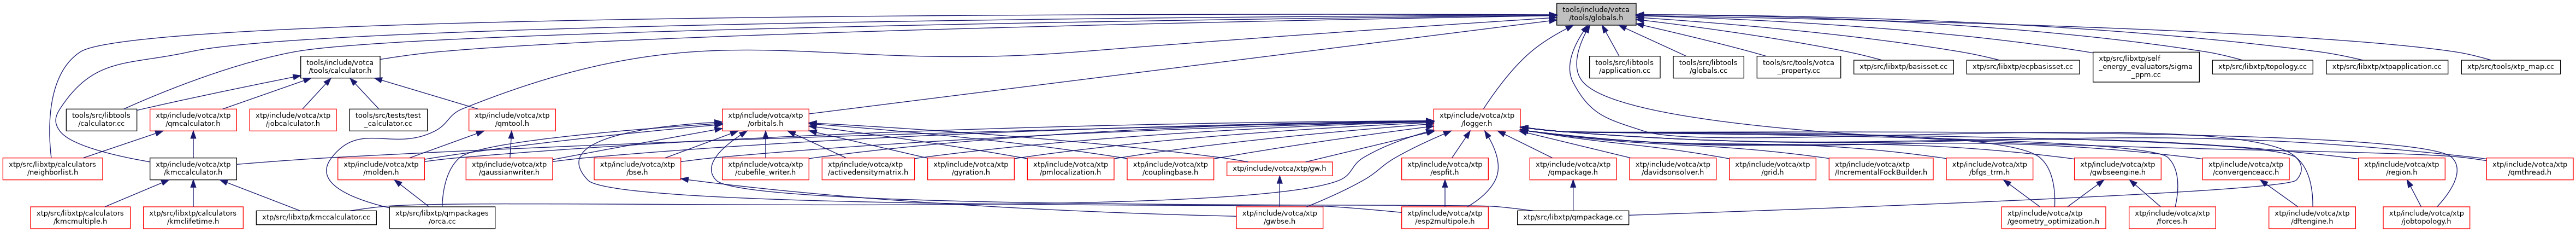 tools/include/votca
/tools/globals.h
tools/include/votca
/tools/calculator.h
tools/src/libtools
/application.cc
tools/src/libtools
/globals.cc
tools/src/tools/votca
_property.cc
xtp/src/libxtp/basisset.cc
xtp/src/libxtp/ecpbasisset.cc
xtp/src/libxtp/self
_energy_evaluators/sigma
_ppm.cc
xtp/src/libxtp/topology.cc
xtp/src/libxtp/xtpapplication.cc
xtp/src/tools/xtp_map.cc
tools/src/libtools
/calculator.cc
xtp/include/votca/xtp
/qmcalculator.h
xtp/include/votca/xtp
/jobcalculator.h
tools/src/tests/test
_calculator.cc
xtp/include/votca/xtp
/qmtool.h
xtp/include/votca/xtp
/orbitals.h
xtp/include/votca/xtp
/logger.h
xtp/src/libxtp/calculators
/neighborlist.h
xtp/include/votca/xtp
/kmccalculator.h
xtp/include/votca/xtp
/molden.h
xtp/include/votca/xtp
/gaussianwriter.h
xtp/include/votca/xtp
/bse.h
xtp/include/votca/xtp
/cubefile_writer.h
xtp/include/votca/xtp
/activedensitymatrix.h
xtp/include/votca/xtp
/gyration.h
xtp/include/votca/xtp
/pmlocalization.h
xtp/include/votca/xtp
/couplingbase.h
xtp/include/votca/xtp/gw.h
xtp/include/votca/xtp
/espfit.h
xtp/include/votca/xtp
/qmpackage.h
xtp/include/votca/xtp
/davidsonsolver.h
xtp/include/votca/xtp
/grid.h
xtp/include/votca/xtp
/IncrementalFockBuilder.h
xtp/include/votca/xtp
/bfgs_trm.h
xtp/include/votca/xtp
/gwbseengine.h
xtp/include/votca/xtp
/convergenceacc.h
xtp/include/votca/xtp
/region.h
xtp/include/votca/xtp
/qmthread.h
xtp/src/libxtp/calculators
/kmcmultiple.h
xtp/src/libxtp/calculators
/kmclifetime.h
xtp/src/libxtp/kmccalculator.cc
xtp/src/libxtp/qmpackages
/orca.cc
xtp/include/votca/xtp
/gwbse.h
xtp/include/votca/xtp
/esp2multipole.h
xtp/src/libxtp/qmpackage.cc
xtp/include/votca/xtp
/geometry_optimization.h
xtp/include/votca/xtp
/forces.h
xtp/include/votca/xtp
/dftengine.h
xtp/include/votca/xtp
/jobtopology.h